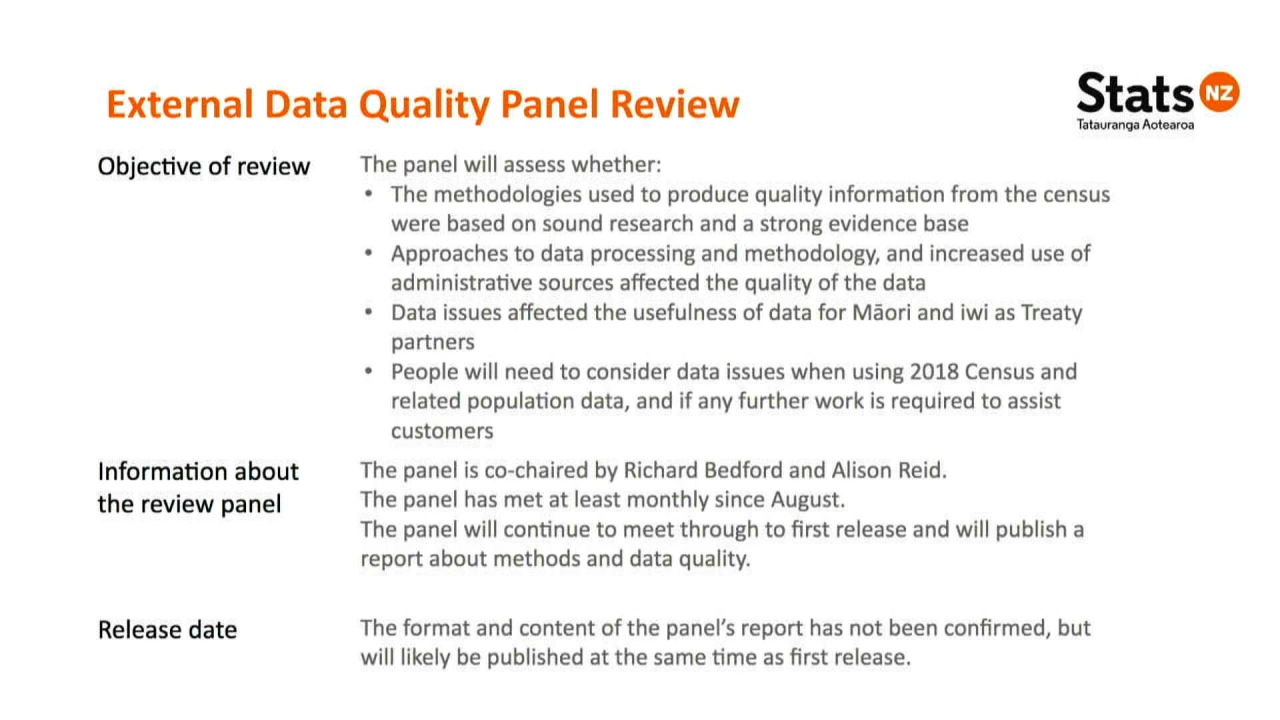 External Data Quality Panel Review
Stats NZ
Tatauranga Aotearoa
Objective of review
The panel will assess whether:
• The methodologies used to produce quality information from the census
were based on sound research and a strong evidence base
• Approaches to data processing and methodology, and increased use of
administrative sources affected the quality of the data
• Data issues affected the usefulness of data for Māori and iwi as Treaty
partners
• People will need to consider data issues when using 2018 Census and
related population data, and if any further work is required to assist
customers
Information about
the review panel
The panel is co-chaired by Richard Bedford and Alison Reid.
The panel has met at least monthly since August.
The panel will continue to meet through to first release and will publish a
report about methods and data quality.
Release date
The format and content of the panel's report has not been confirmed, but
will likely be published at the same time as first release.